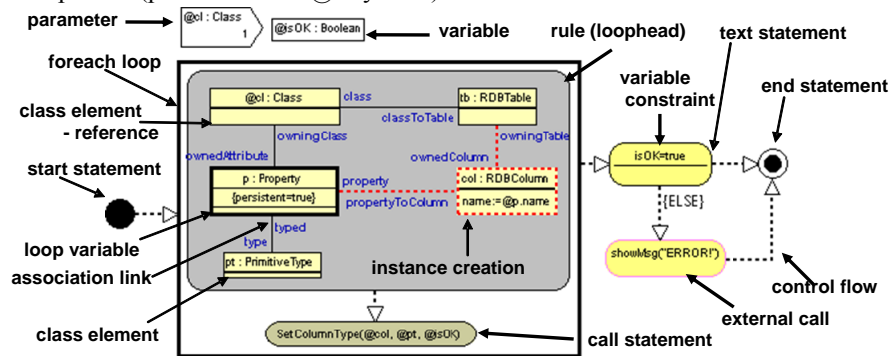 parameter
@cl : Class
1
@isOK : Boolean
variable
rule (loophead)
text statement
foreach loop
variable
constraint
end statement
@cl : Class
class
tb : RDBTable
classToTable
class element
- reference
owningClass
owningTable
ownedAttribute
ownedColumn
isOK=true
start statement
p : Property
{persistent=true}
property
propertyToColumn
col : RDBColumn
name:=@p.name
{ELSE}
loop variable
typed
type
association link
instance creation
showMsg("ERROR!")
pt : PrimitiveType
control flow
external call
class element
SetColumnType(@col, @pt, @isOK)
call statement